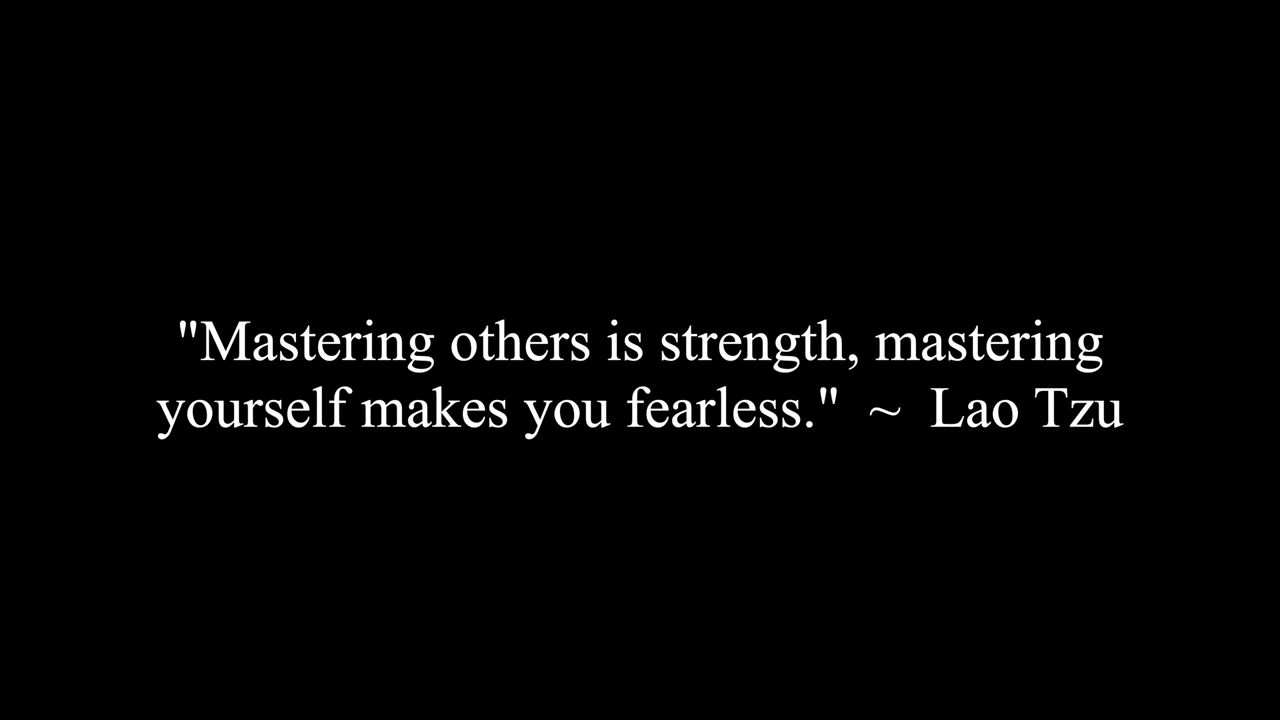 "Mastering others is strength, mastering
yourself makes you fearless."  ~  Lao Tzu